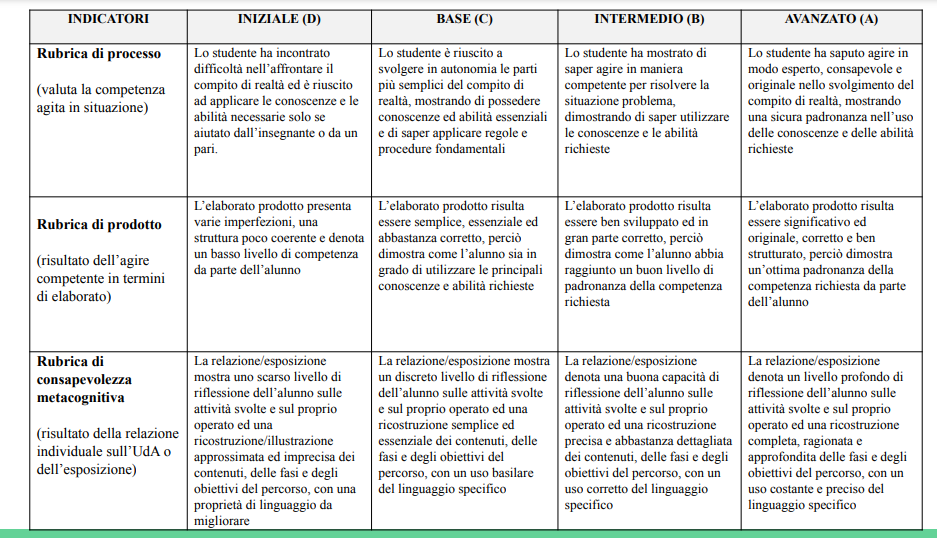 INDICATORI
INIZIALE (D)
BASE (C)
INTERMEDIO (B)
AVANZATO (A)
Rubrica di processo
(valuta la competenza
agita in situazione)
Lo studente ha incontrato
difficoltà nell’affrontare il
compito di realtà ed è riuscito
ad applicare le conoscenze e le
abilità necessarie solo se
aiutato dall’insegnante o da un
pari.
Lo studente è riuscito a
svolgere in autonomia le parti
più semplici del compito di
realtà, mostrando di possedere
conoscenze ed abilità essenziali
e di saper applicare regole e
procedure fondamentali
Lo studente ha mostrato di
saper agire in maniera
competente per risolvere la
situazione problema,
dimostrando di saper utilizzare
le conoscenze e le abilità
richieste
Lo studente ha saputo agire in
modo esperto, consapevole e
originale nello svolgimento del
compito di realtà, mostrando
una sicura padronanza nell’uso
delle conoscenze e delle abilità
richieste
Rubrica di prodotto
(risultato dell’agire
competente in termini
di elaborato)
L’elaborato prodotto presenta
varie imperfezioni, una
struttura poco coerente e denota
un basso livello di competenza
da parte dell’alunno
L’elaborato prodotto risulta
essere semplice, essenziale ed
abbastanza corretto, perciò
dimostra come l’alunno sia in
grado di utilizzare le principali
conoscenze e abilità richieste
L’elaborato prodotto risulta
essere ben sviluppato ed in
gran parte corretto, perciò
dimostra come l’alunno abbia
raggiunto un buon livello di
padronanza della competenza
richiesta
L’elaborato prodotto risulta
essere significativo ed
originale, corretto e ben
strutturato, perciò dimostra
un’ottima padronanza della
competenza richiesta da parte
dell’alunno
Rubrica di
consapevolezza
metacognitiva
(risultato della relazione
individuale sull’UdA o
dell’esposizione)
La relazione/esposizione
mostra uno scarso livello di
riflessione dell’alunno sulle
attività svolte e sul proprio
operato ed una
ricostruzione/illustrazione
approssimata ed imprecisa dei
contenuti, delle fasi e degli
obiettivi del percorso, con una
proprietà di linguaggio da
migliorare
La relazione/esposizione mostra
un discreto livello di riflessione
dell’alunno sulle attività svolte
e sul proprio operato ed una
ricostruzione semplice ed
essenziale dei contenuti, delle
fasi e degli obiettivi del
percorso, con un uso basilare
del linguaggio specifico
La relazione/esposizione
denota una buona capacità di
riflessione dell’alunno sulle
attività svolte e sul proprio
operato ed una ricostruzione
precisa e abbastanza dettagliata
dei contenuti, delle fasi e degli
obiettivi del percorso, con un
uso corretto del linguaggio
specifico
La relazione/esposizione
denota un livello profondo di
riflessione dell’alunno sulle
attività svolte e sul proprio
operato ed una ricostruzione
completa, ragionata e
approfondita delle fasi e degli
obiettivi del percorso, con un
uso costante e preciso del
linguaggio specifico